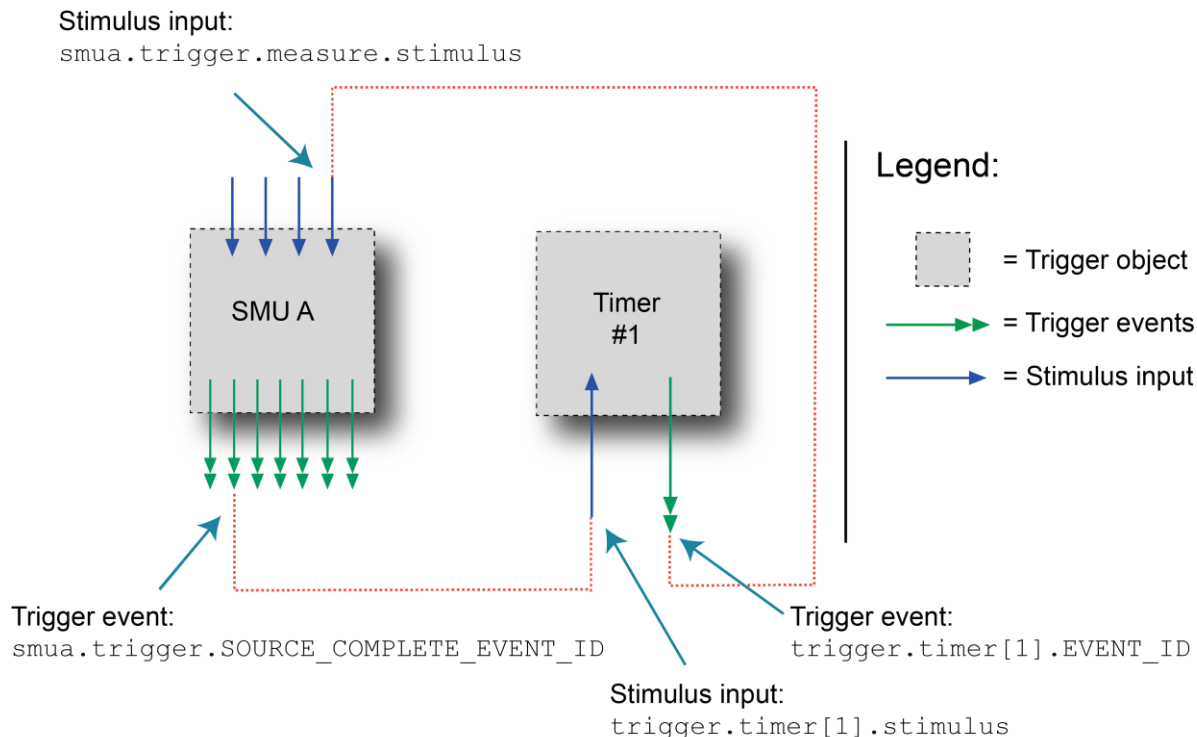 Stimulus input:
smua.trigger.measure.stimulus
Legend:
= Trigger object
= Trigger events
= Stimulus input
SMU A
Timer
#1
Trigger event:
smua.trigger.SOURCE_COMPLETE_EVENT_ID
Trigger event:
trigger.timer[1].EVENT_ID
Stimulus input:
trigger.timer[1].stimulus